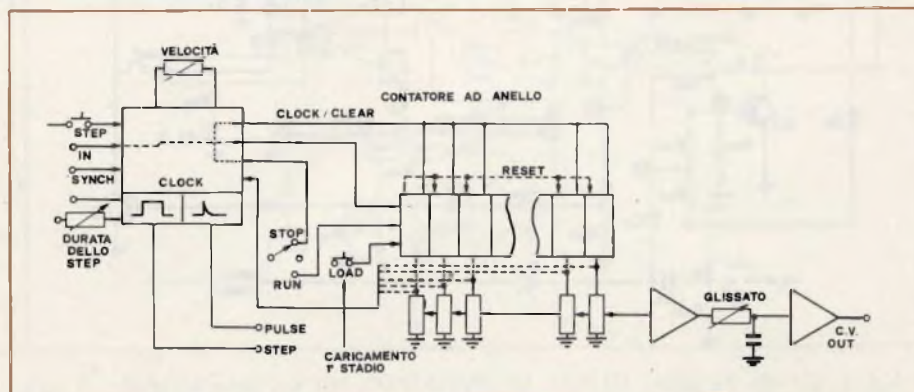 VELOCITÀ
CONTATORE AD ANELLO
CLOCK / CLEAR
STEP
IN
RESET
SYNCH
CLOCK
STOP
DURATA
DELLO
STEP
LOAD
RUN
GLISSATO
PULSE
C.V.
OUT
STEP
CARICAMENTO
1° STADIO